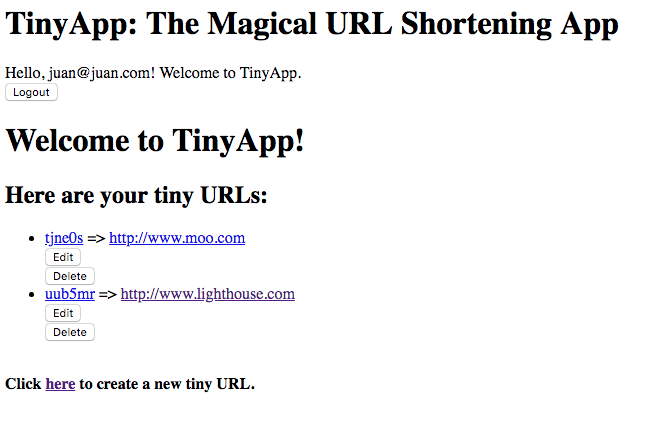 TinyApp: The Magical URL Shortening App
Hello, juan@juan.com! Welcome to TinyApp.
Logout
Welcome to TinyApp!
Here are your tiny URLs:
• tjne0s => http://www.moo.com
Edit
Delete
• uub5mr => http://www.lighthouse.com
Edit
Delete
Click here to create a new tiny URL.